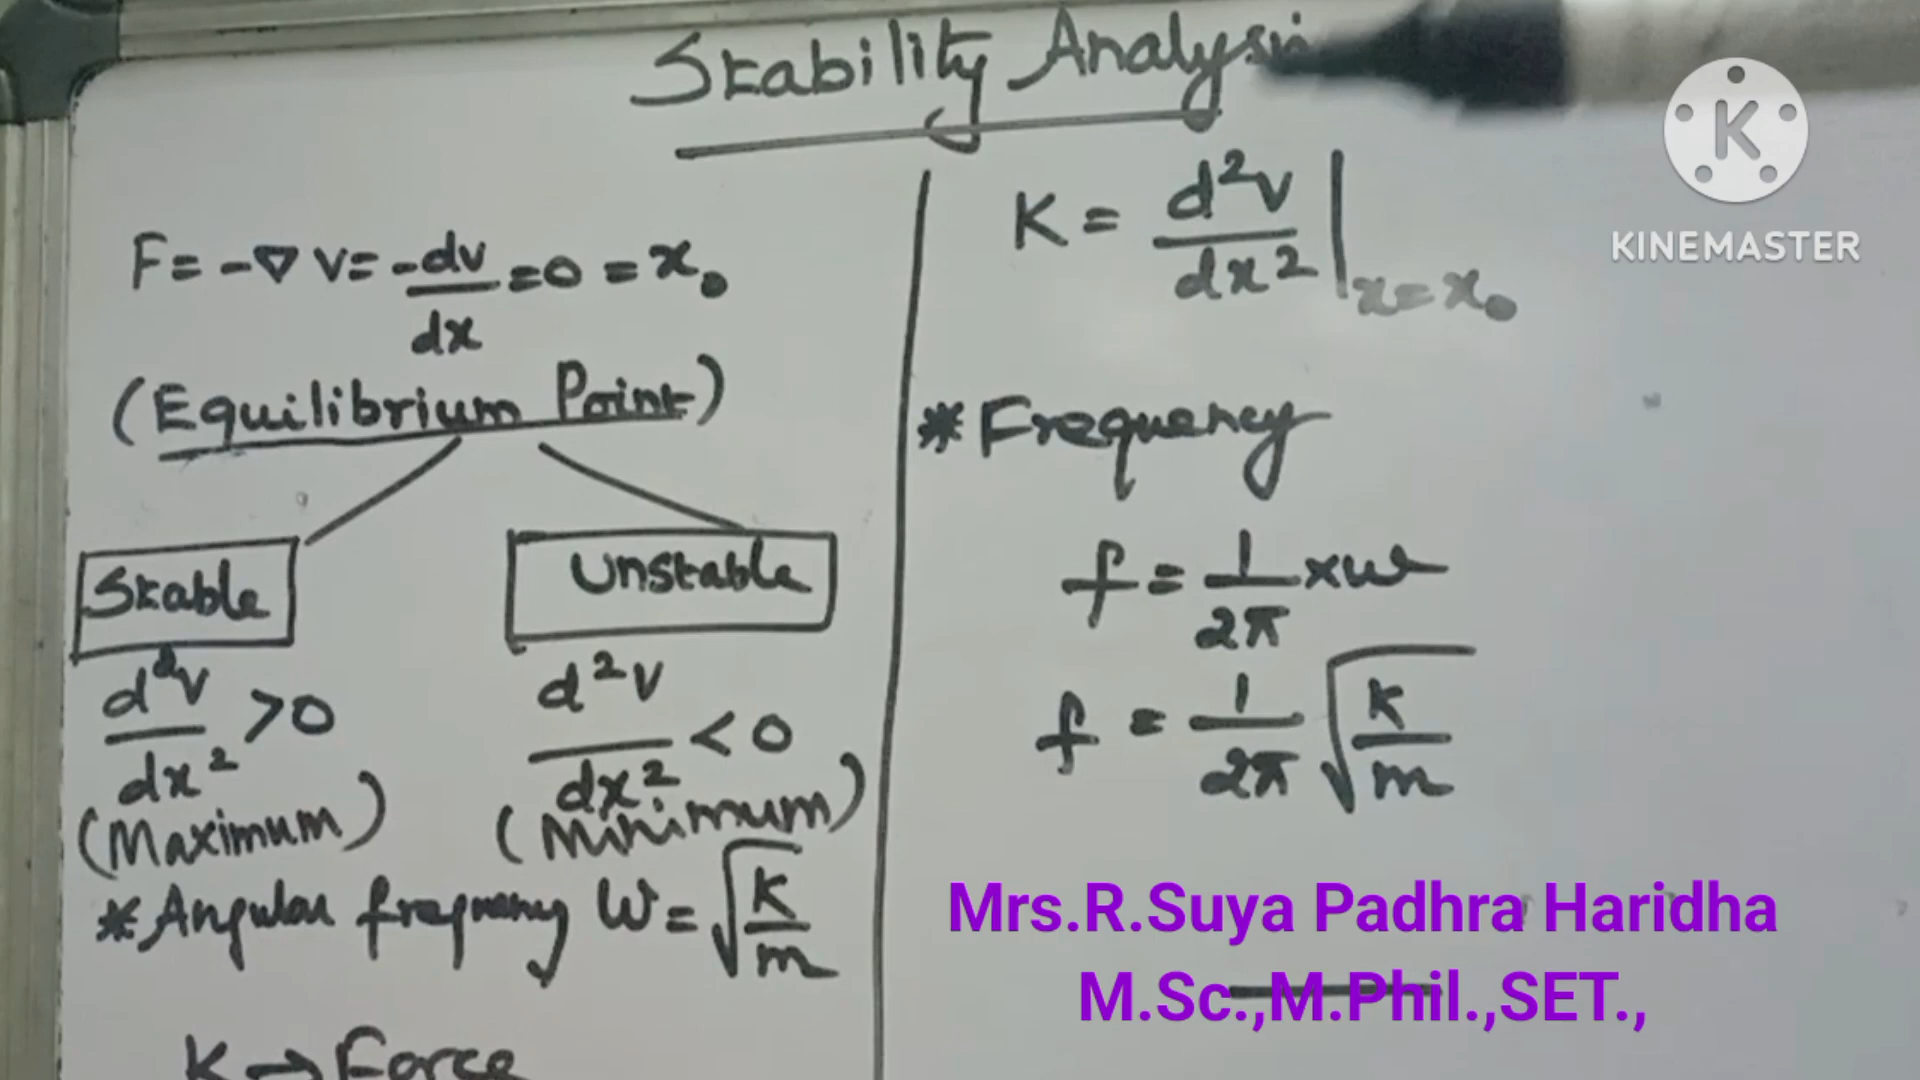 Stability Analysis
F = -∇V = -dv/dx = 0 = x₀
(Equilibrium Point)
Stable
d²v/dx² > 0
(Maximum)
Unstable
d²v/dx² < 0
(Minimum)
* Angular frequency W = √(K/m)
K → Force
K = d²v/dx² |x=x₀
* Frequency
f = 1/2π × ω
f = 1/2π √(k/m)
K
KINEMASTER
Mrs.R.Suya Padhra Haridha
M.Sc.,M.Phil.,SET.,